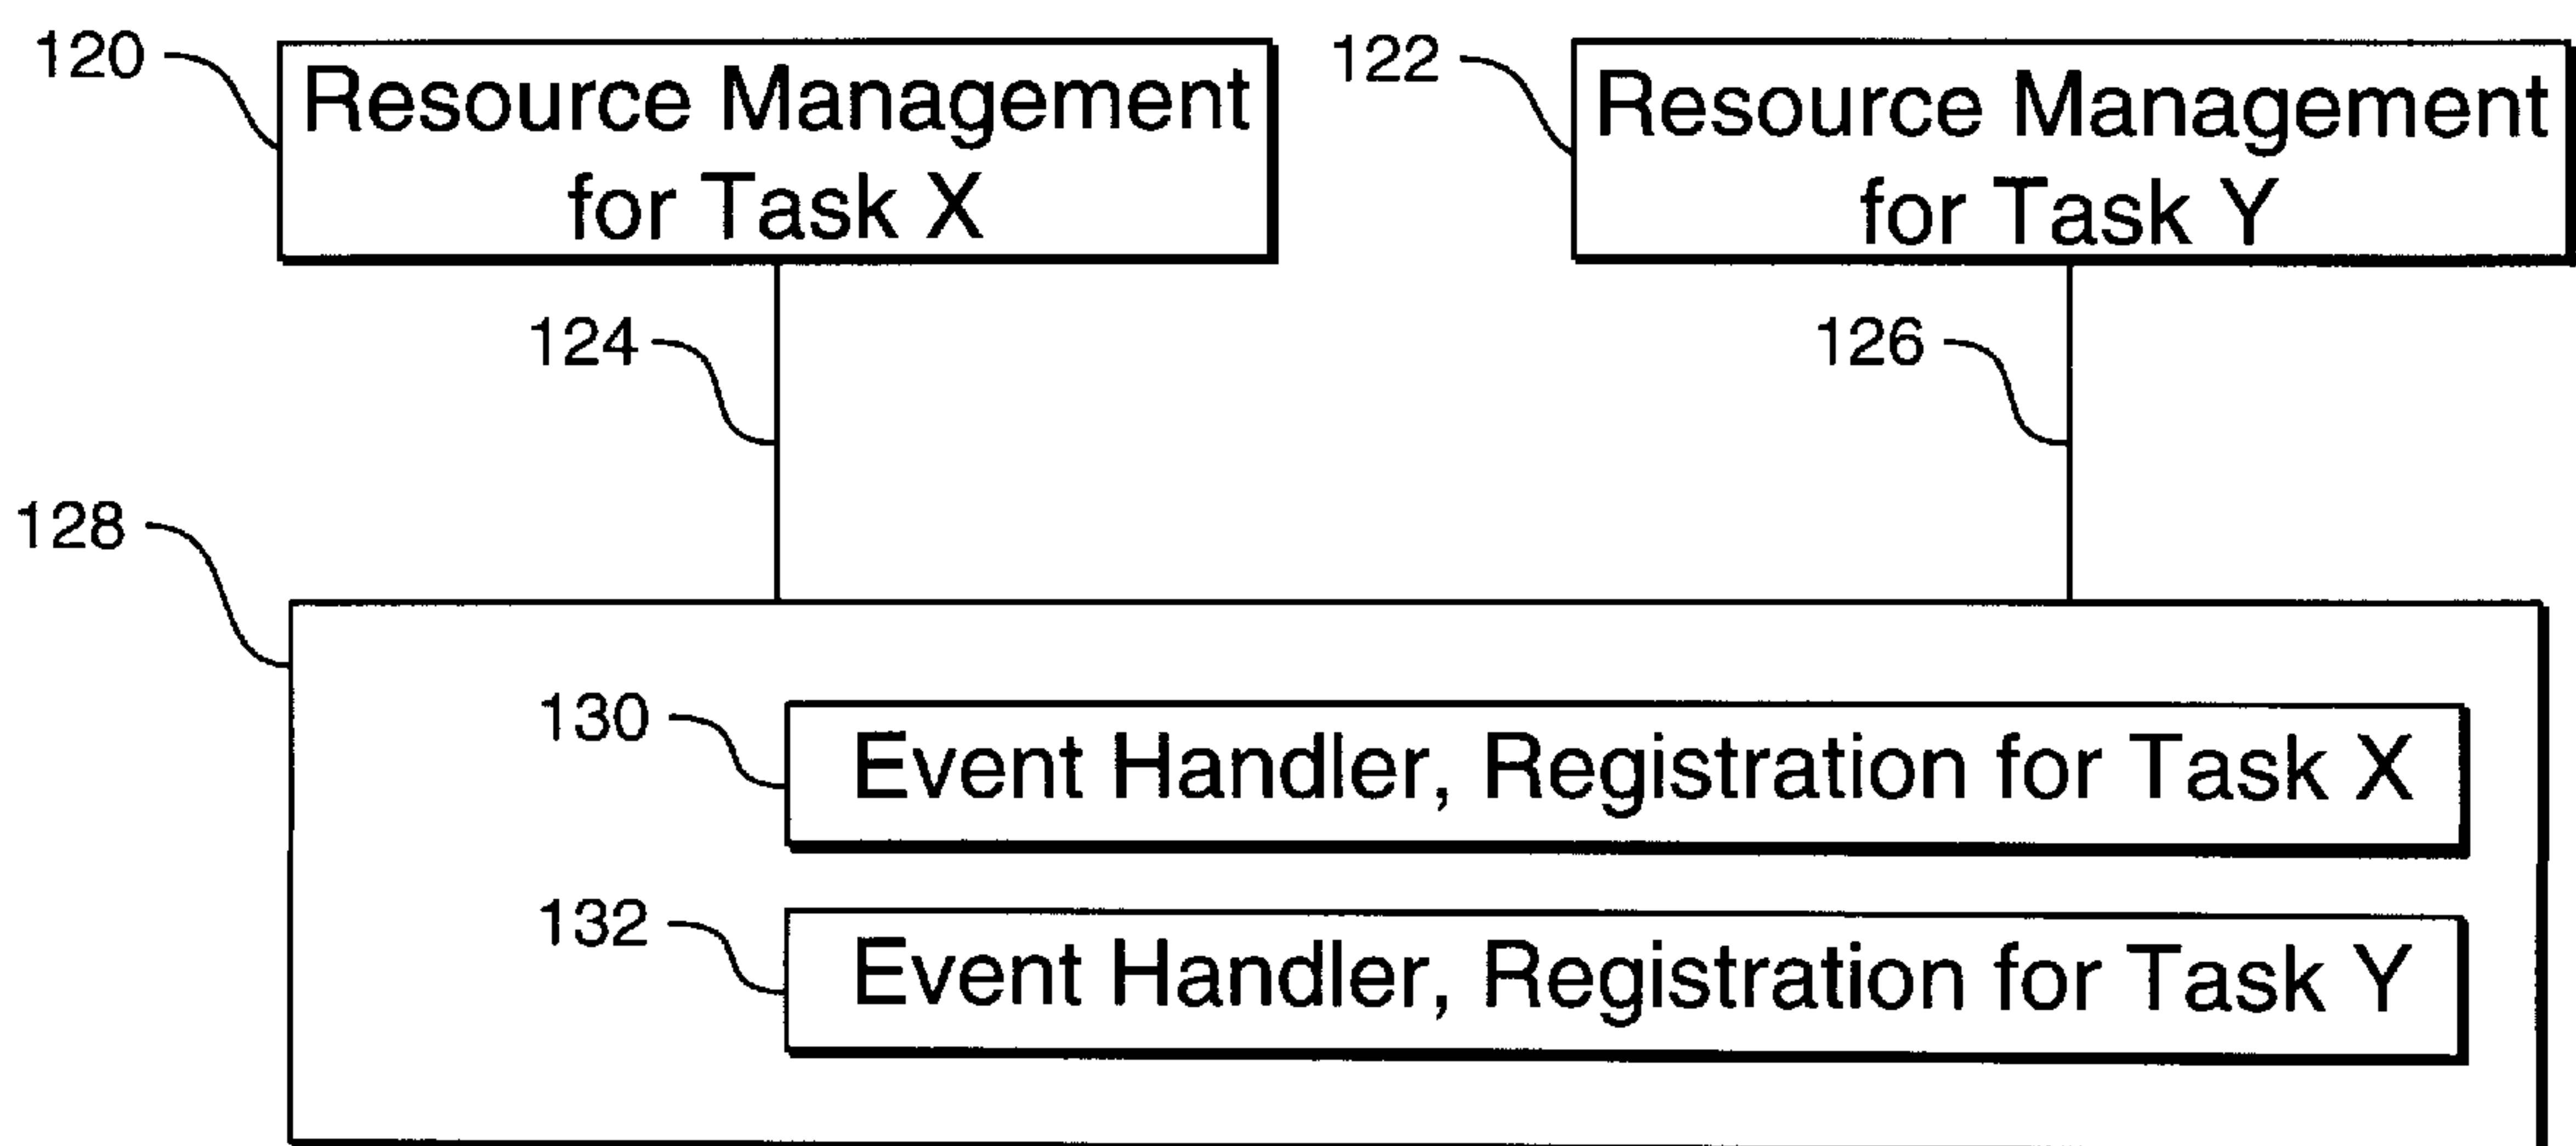 120
Resource Management
for Task X
122
Resource Management
for Task Y
124
126
128
130
Event Handler, Registration for Task X
132
Event Handler, Registration for Task Y